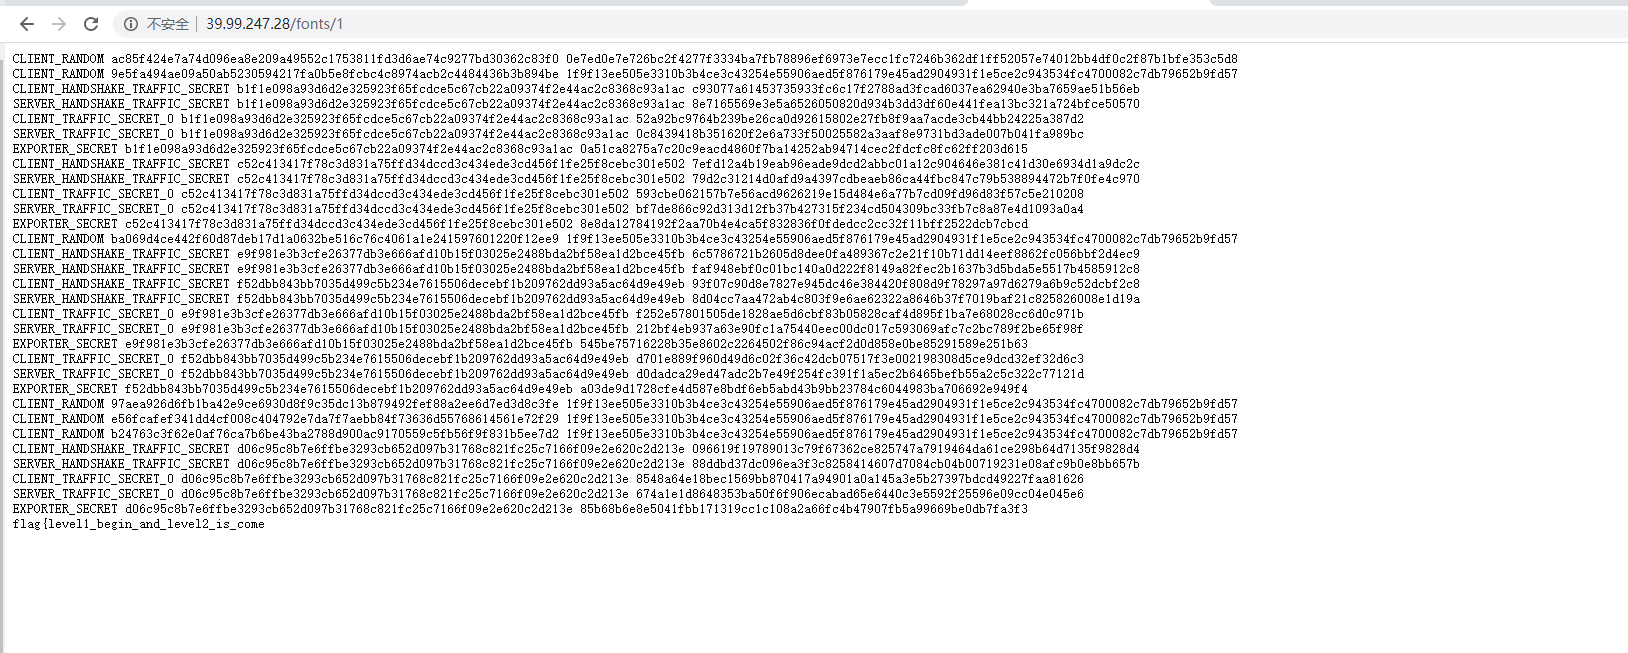 不安全 | 39.99.247.28/fonts/1
CLIENT_RANDOM ac85f424e7a74d096ea8e209a49552c1753811fd3d6ae74c9277bd30362c83f0 0e7ed0e7e726bc2f4277f3334ba7fb78896ef6973e7ecc1fc7246b362df1ff52057e74012bb4df0c2f87b1bfe353c5d8
CLIENT_RANDOM 9e5fa494ae09a50ab5230594217fa0b5e8fcbc4c8974acb2c4484436b3b894be 1f9f13ee505e3310b3b4ce3c43254e55906aed5f876179e45ad2904931f1e5ce2c943534fc4700082c7db79652b9fd57
CLIENT_HANDSHAKE_TRAFFIC_SECRET b1f1e098a93d6d2e325923f65fcdce5c67cb22a09374f2e44ac2c8368c93a1ac c93077a61453735933fc6c17f2788ad3fcad6037ea62940e3ba7659ae51b56eb
SERVER_HANDSHAKE_TRAFFIC_SECRET b1f1e098a93d6d2e325923f65fcdce5c67cb22a09374f2e44ac2c8368c93a1ac 8e7165569e3e5a6526050820d934b3dd3df60e441fea13bc321a724bfce50570
CLIENT_TRAFFIC_SECRET_0 b1f1e098a93d6d2e325923f65fcdce5c67cb22a09374f2e44ac2c8368c93a1ac 52a92bc9764b239be26ca0d92615802e27fb8f9aa7acde3cb44bb24225a387d2
SERVER_TRAFFIC_SECRET_0 b1f1e098a93d6d2e325923f65fcdce5c67cb22a09374f2e44ac2c8368c93a1ac 0c8439418b351620f2e6a733f50025582a3aaf8e9731bd3ade007b041fa989bc
EXPORTER_SECRET b1f1e098a93d6d2e325923f65fcdce5c67cb22a09374f2e44ac2c8368c93a1ac 0a51ca8275a7c20c9eacd4860f7ba14252ab94714cec2fdcfc8fc62ff203d615
CLIENT_HANDSHAKE_TRAFFIC_SECRET c52c413417f78c3d831a75ffd34dccd3c434ede3cd456f1fe25f8cebc301e502 7efd12a4b19eab96eade9dcd2abbc01a12c904646e381c41d30e6934d1a9dc2c
SERVER_HANDSHAKE_TRAFFIC_SECRET c52c413417f78c3d831a75ffd34dccd3c434ede3cd456f1fe25f8cebc301e502 79d2c31214d0afd9a4397cdbeaeb86ca44fbc847c79b538894472b7f0fe4c970
CLIENT_TRAFFIC_SECRET_0 c52c413417f78c3d831a75ffd34dccd3c434ede3cd456f1fe25f8cebc301e502 593cbe062157b7e56acd9626219e15d484e6a77b7cd09fd96d83f57c5e210208
SERVER_TRAFFIC_SECRET_0 c52c413417f78c3d831a75ffd34dccd3c434ede3cd456f1fe25f8cebc301e502 bf7de866c92d313d12fb37b427315f234cd504309bc33fb7c8a87e4d1093a0a4
EXPORTER_SECRET c52c413417f78c3d831a75ffd34dccd3c434ede3cd456f1fe25f8cebc301e502 8e8da12784192f2aa70b4e4ca5f832836f0fdedcc2cc32f11bff2522dcb7cbcd
CLIENT_RANDOM ba069d4ce442f60d87deb17d1a0632be516c76c4061a1e241597601220f12ee9 1f9f13ee505e3310b3b4ce3c43254e55906aed5f876179e45ad2904931f1e5ce2c943534fc4700082c7db79652b9fd57
CLIENT_HANDSHAKE_TRAFFIC_SECRET e9f981e3b3cfe26377db3e666afd10b15f03025e2488bda2bf58ea1d2bce45fb 6c5786721b2605d8dee0fa489367c2e21f10b71dd14eef8862fc056bbf2d4ec9
SERVER_HANDSHAKE_TRAFFIC_SECRET e9f981e3b3cfe26377db3e666afd10b15f03025e2488bda2bf58ea1d2bce45fb faf948ebf0c01bc140a0d222f8149a82fec2b1637b3d5bda5e5517b4585912c8
CLIENT_HANDSHAKE_TRAFFIC_SECRET f52dbb843bb7035d499c5b234e7615506decebf1b209762dd93a5ac64d9e49eb 93f07c90d8e7827e945dc46e384420f808d9f78297a97d6279a6b9c52dcbf2c8
SERVER_HANDSHAKE_TRAFFIC_SECRET f52dbb843bb7035d499c5b234e7615506decebf1b209762dd93a5ac64d9e49eb 8d04cc7aa472ab4c803f9e6ae62322a8646b37f7019baf21c825826008e1d19a
CLIENT_TRAFFIC_SECRET_0 e9f981e3b3cfe26377db3e666afd10b15f03025e2488bda2bf58ea1d2bce45fb f252e57801505de1828ae5d6cbf83b05828caf4d895f1ba7e68028cc6d0c971b
SERVER_TRAFFIC_SECRET_0 e9f981e3b3cfe26377db3e666afd10b15f03025e2488bda2bf58ea1d2bce45fb 212bf4eb937a63e90fc1a75440eec00dc017c593069afc7c2bc789f2be65f98f
EXPORTER_SECRET e9f981e3b3cfe26377db3e666afd10b15f03025e2488bda2bf58ea1d2bce45fb 545be75716228b35e8602c2264502f86c94acf2d0d858e0be85291589e251b63
CLIENT_TRAFFIC_SECRET_0 f52dbb843bb7035d499c5b234e7615506decebf1b209762dd93a5ac64d9e49eb d701e889f960d49d6c02f36c42dcb07517f3e002198308d5ce9dcd32ef32d6c3
SERVER_TRAFFIC_SECRET_0 f52dbb843bb7035d499c5b234e7615506decebf1b209762dd93a5ac64d9e49eb d0dadca29ed47adc2b7e49f254fc391f1a5ec2b6465befb55a2c5c322c77121d
EXPORTER_SECRET f52dbb843bb7035d499c5b234e7615506decebf1b209762dd93a5ac64d9e49eb a03de9d1728cfe4d587e8bdf6eb5abd43b9bb23784c6044983ba706692e949f4
CLIENT_RANDOM 97aea926d6fb1ba42e9ce6930d8f9c35dc13b879492fef88a2ee6d7ed3d8c3fe 1f9f13ee505e3310b3b4ce3c43254e55906aed5f876179e45ad2904931f1e5ce2c943534fc4700082c7db79652b9fd57
CLIENT_RANDOM e56fcafef341dd4cf008c404792e7da7f7aebb84f73636d55768614561e72f29 1f9f13ee505e3310b3b4ce3c43254e55906aed5f876179e45ad2904931f1e5ce2c943534fc4700082c7db79652b9fd57
CLIENT_RANDOM b24763c3f62e0af76ca7b6be43ba2788d900ac9170559c5fb56f9f831b5ee7d2 1f9f13ee505e3310b3b4ce3c43254e55906aed5f876179e45ad2904931f1e5ce2c943534fc4700082c7db79652b9fd57
CLIENT_HANDSHAKE_TRAFFIC_SECRET d06c95c8b7e6ffbe3293cb652d097b31768c821fc25c7166f09e2e620c2d213e 096619f19789013c79f67362ce825747a7919464da61ce298b64d7135f9828d4
SERVER_HANDSHAKE_TRAFFIC_SECRET d06c95c8b7e6ffbe3293cb652d097b31768c821fc25c7166f09e2e620c2d213e 88ddbd37dc096ea3f3c8258414607d7084cb04b00719231e08afc9b0e8bb657b
CLIENT_TRAFFIC_SECRET_0 d06c95c8b7e6ffbe3293cb652d097b31768c821fc25c7166f09e2e620c2d213e 8548a64e18bec1569bb870417a94901a0a145a3e5b27397bdcd49227faa81626
SERVER_TRAFFIC_SECRET_0 d06c95c8b7e6ffbe3293cb652d097b31768c821fc25c7166f09e2e620c2d213e 674a1e1d8648353ba50f6f906ecabad65e6440c3e5592f25596e09cc04e045e6
EXPORTER_SECRET d06c95c8b7e6ffbe3293cb652d097b31768c821fc25c7166f09e2e620c2d213e 85b68b6e8e5041fbb171319cc1c108a2a66fc4b47907fb5a99669be0db7fa3f3
flag{level1_begin_and_level2_is_come